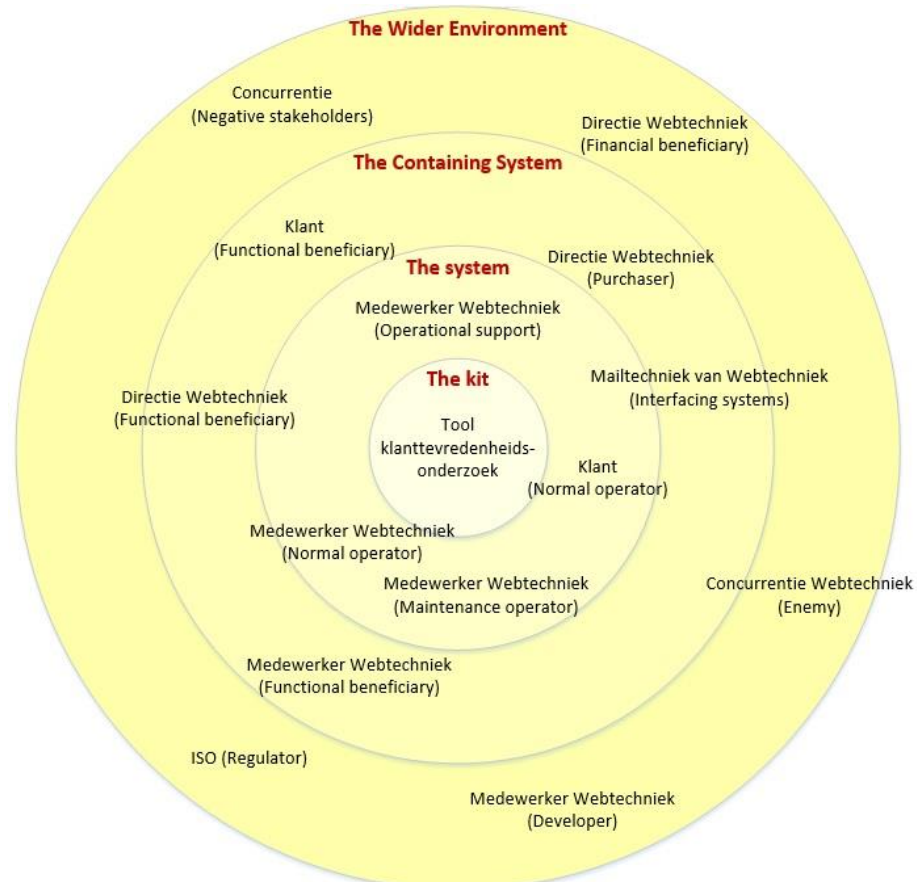 The Wider Environment
Concurrentie
(Negative stakeholders)
Directie Webtechniek
(Financial beneficiary)
The Containing System
Klant
(Functional beneficiary)
Directie Webtechniek
(Purchaser)
The system
Medewerker Webtechniek
(Operational support)
The kit
Tool
klanttevredenheids-
onderzoek
Mailtechniek van Webtechniek
(Interfacing systems)
Directie Webtechniek
(Functional beneficiary)
Klant
(Normal operator)
Medewerker Webtechniek
(Normal operator)
Medewerker Webtechniek
(Maintenance operator)
Concurrentie Webtechniek
(Enemy)
Medewerker Webtechniek
(Functional beneficiary)
ISO (Regulator)
Medewerker Webtechniek
(Developer)